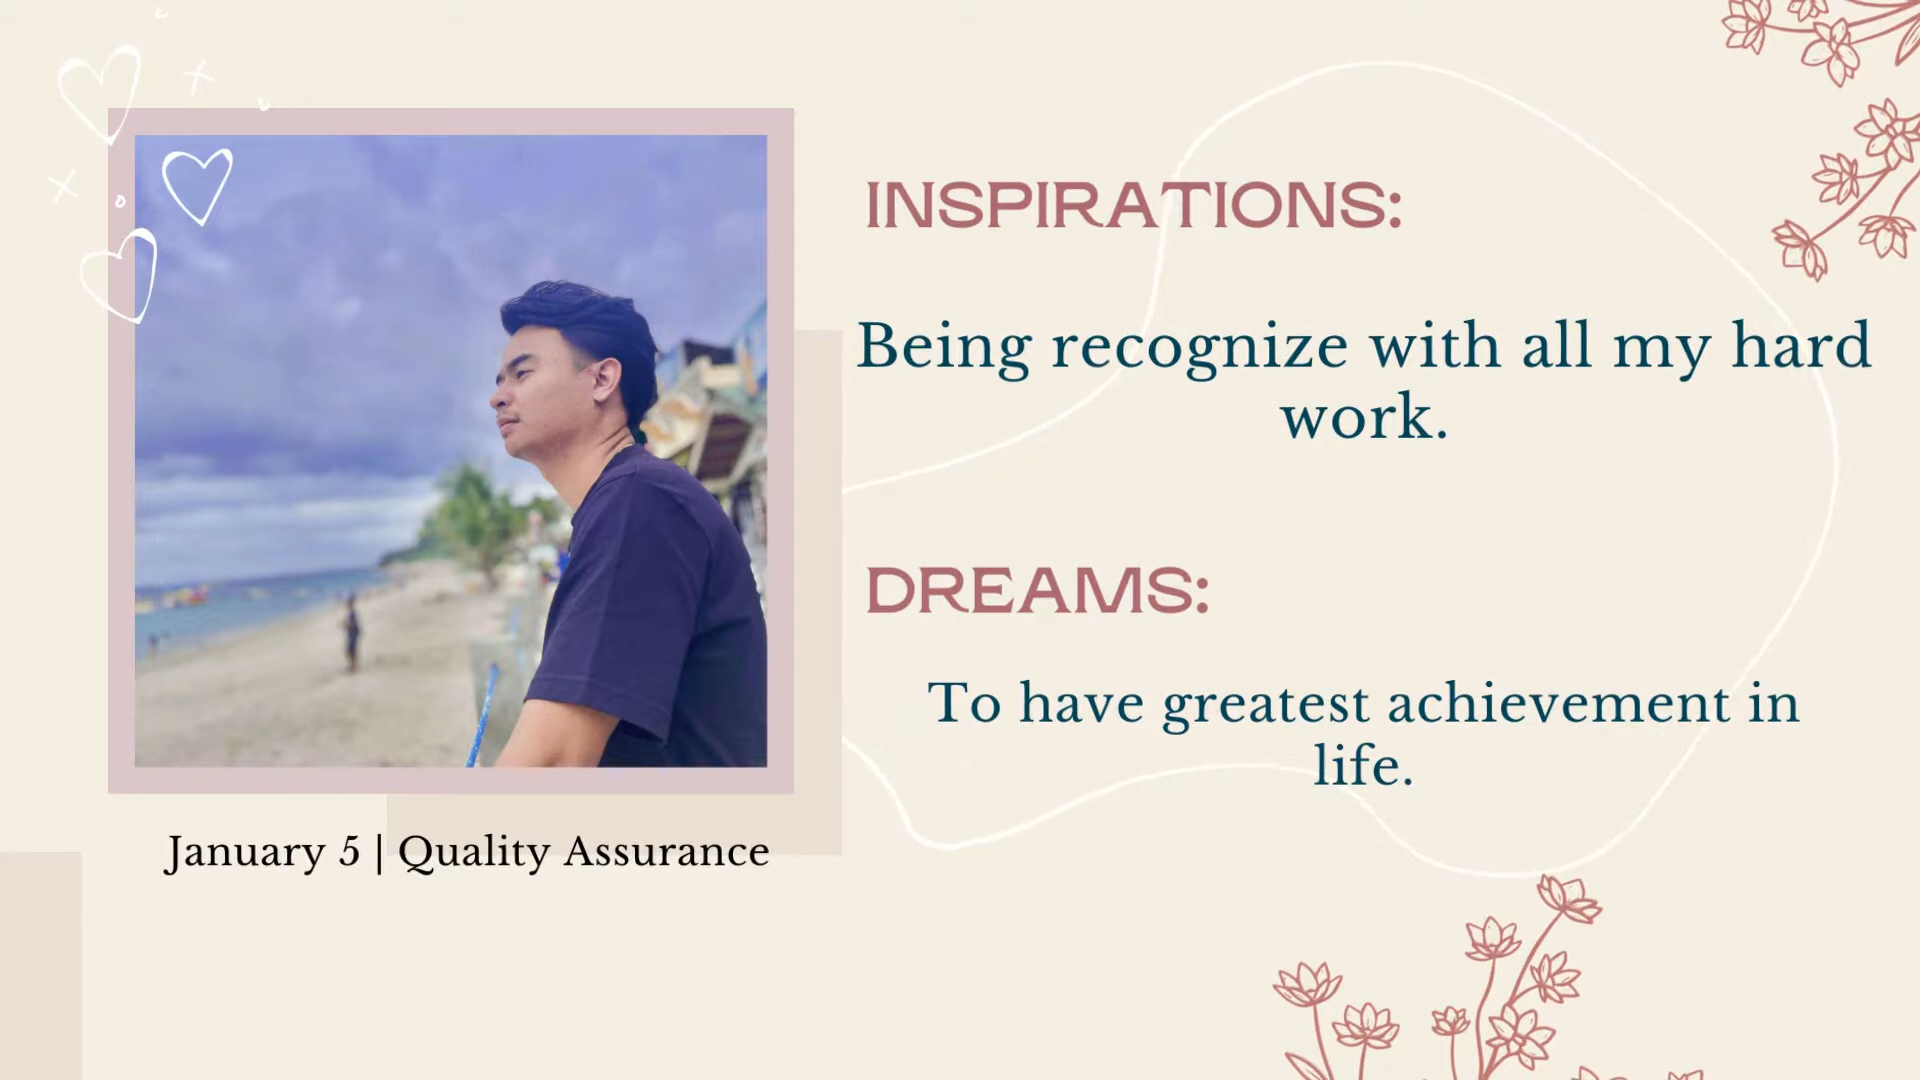 INSPIRATIONS:
Being recognize with all my hard
work.
DREAMS:
To have greatest achievement in
life.
January 5 | Quality Assurance